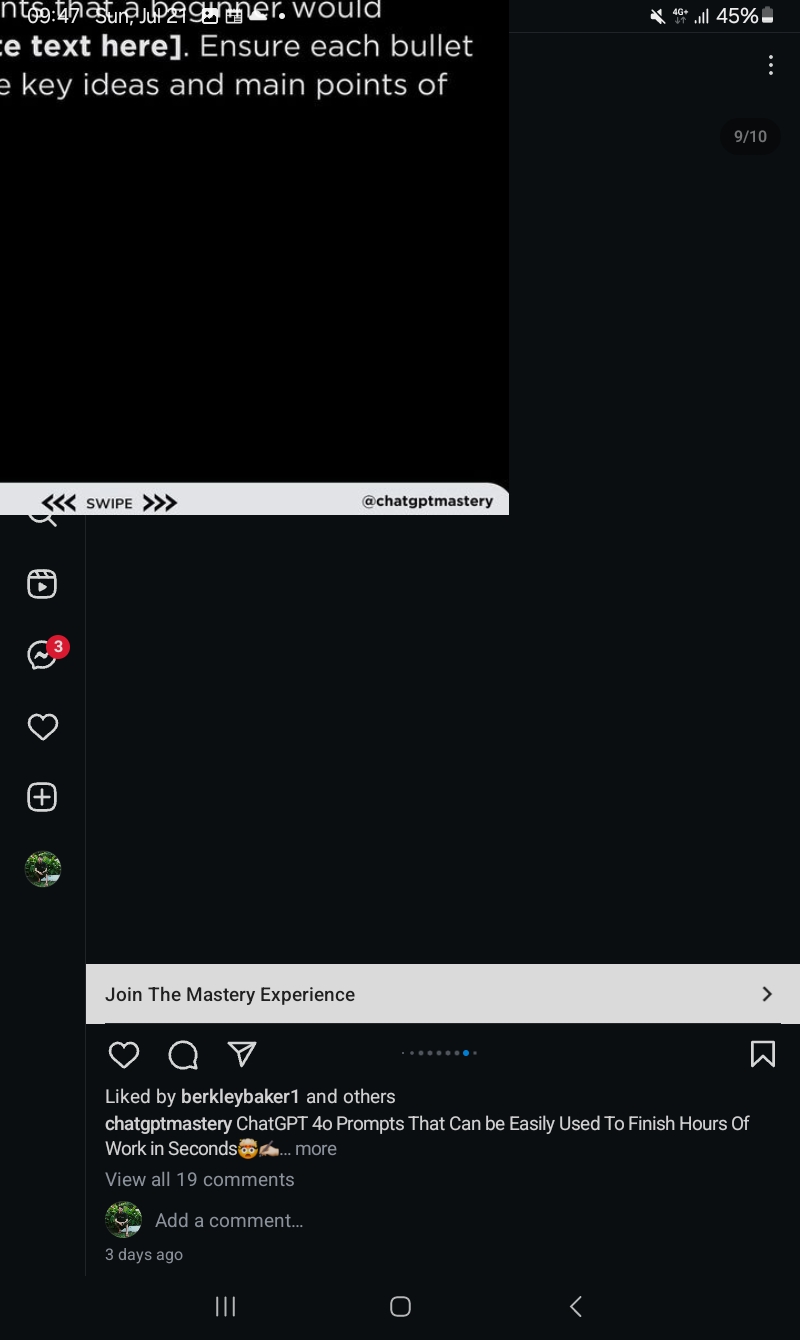 nts that a beginner would
09:47 Sun, Jul 21
4G+ 45%
te text here]. Ensure each bullet
e key ideas and main points of
9/10
SWIPE
@chatgptmastery
3
Join The Mastery Experience
Liked by berkleybaker1 and others
chatgptmastery ChatGPT 4o Prompts That Can be Easily Used To Finish Hours Of
Work in Seconds🤯✍🏼... more
View all 19 comments
Add a comment...
3 days ago